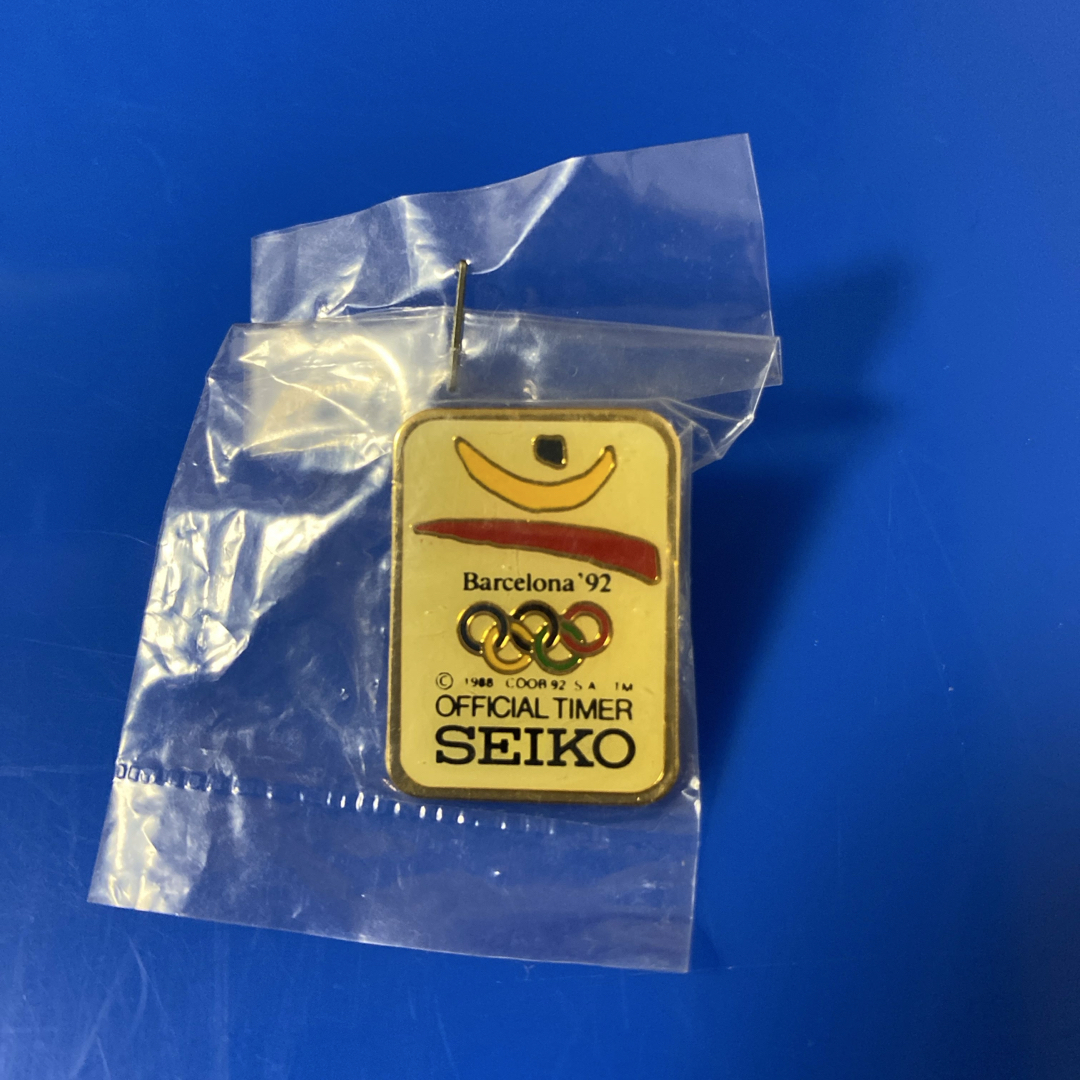 Barcelona '92
© 1988 COOB 92 S.A. TM
OFFICIAL TIMER
SEIKO